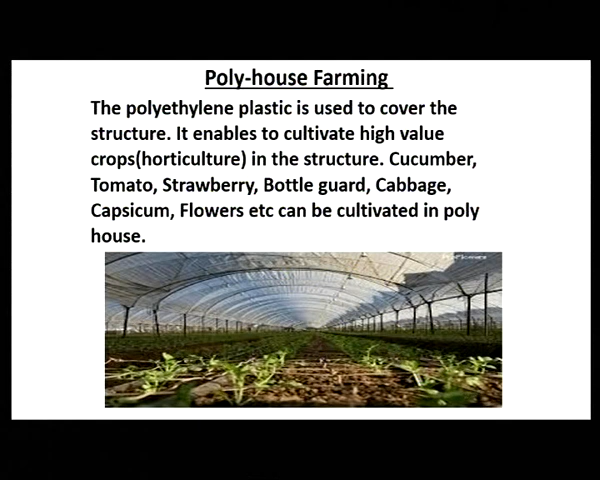 Poly-house Farming
The polyethylene plastic is used to cover the
structure. It enables to cultivate high value
crops(horticulture) in the structure. Cucumber,
Tomato, Strawberry, Bottle guard, Cabbage,
Capsicum, Flowers etc can be cultivated in poly
house.